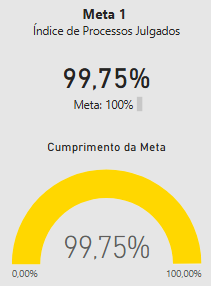 Meta 1
Índice de Processos Julgados
99,75%
Meta: 100%
Cumprimento da Meta
99,75%
0,00% 100,00%